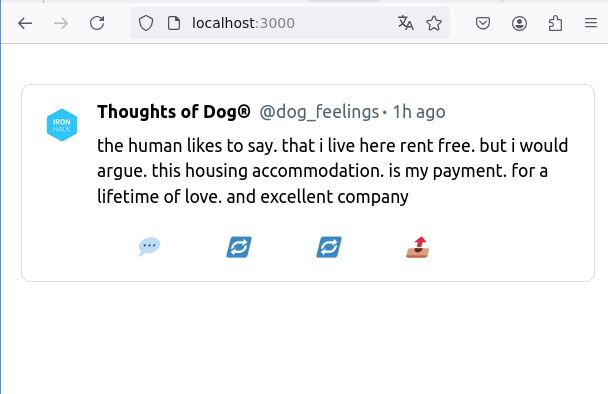 localhost:3000
IRON
HACK
Thoughts of Dog® @dog_feelings · 1h ago
the human likes to say. that i live here rent free. but i would
argue. this housing accommodation. is my payment. for a
lifetime of love. and excellent company